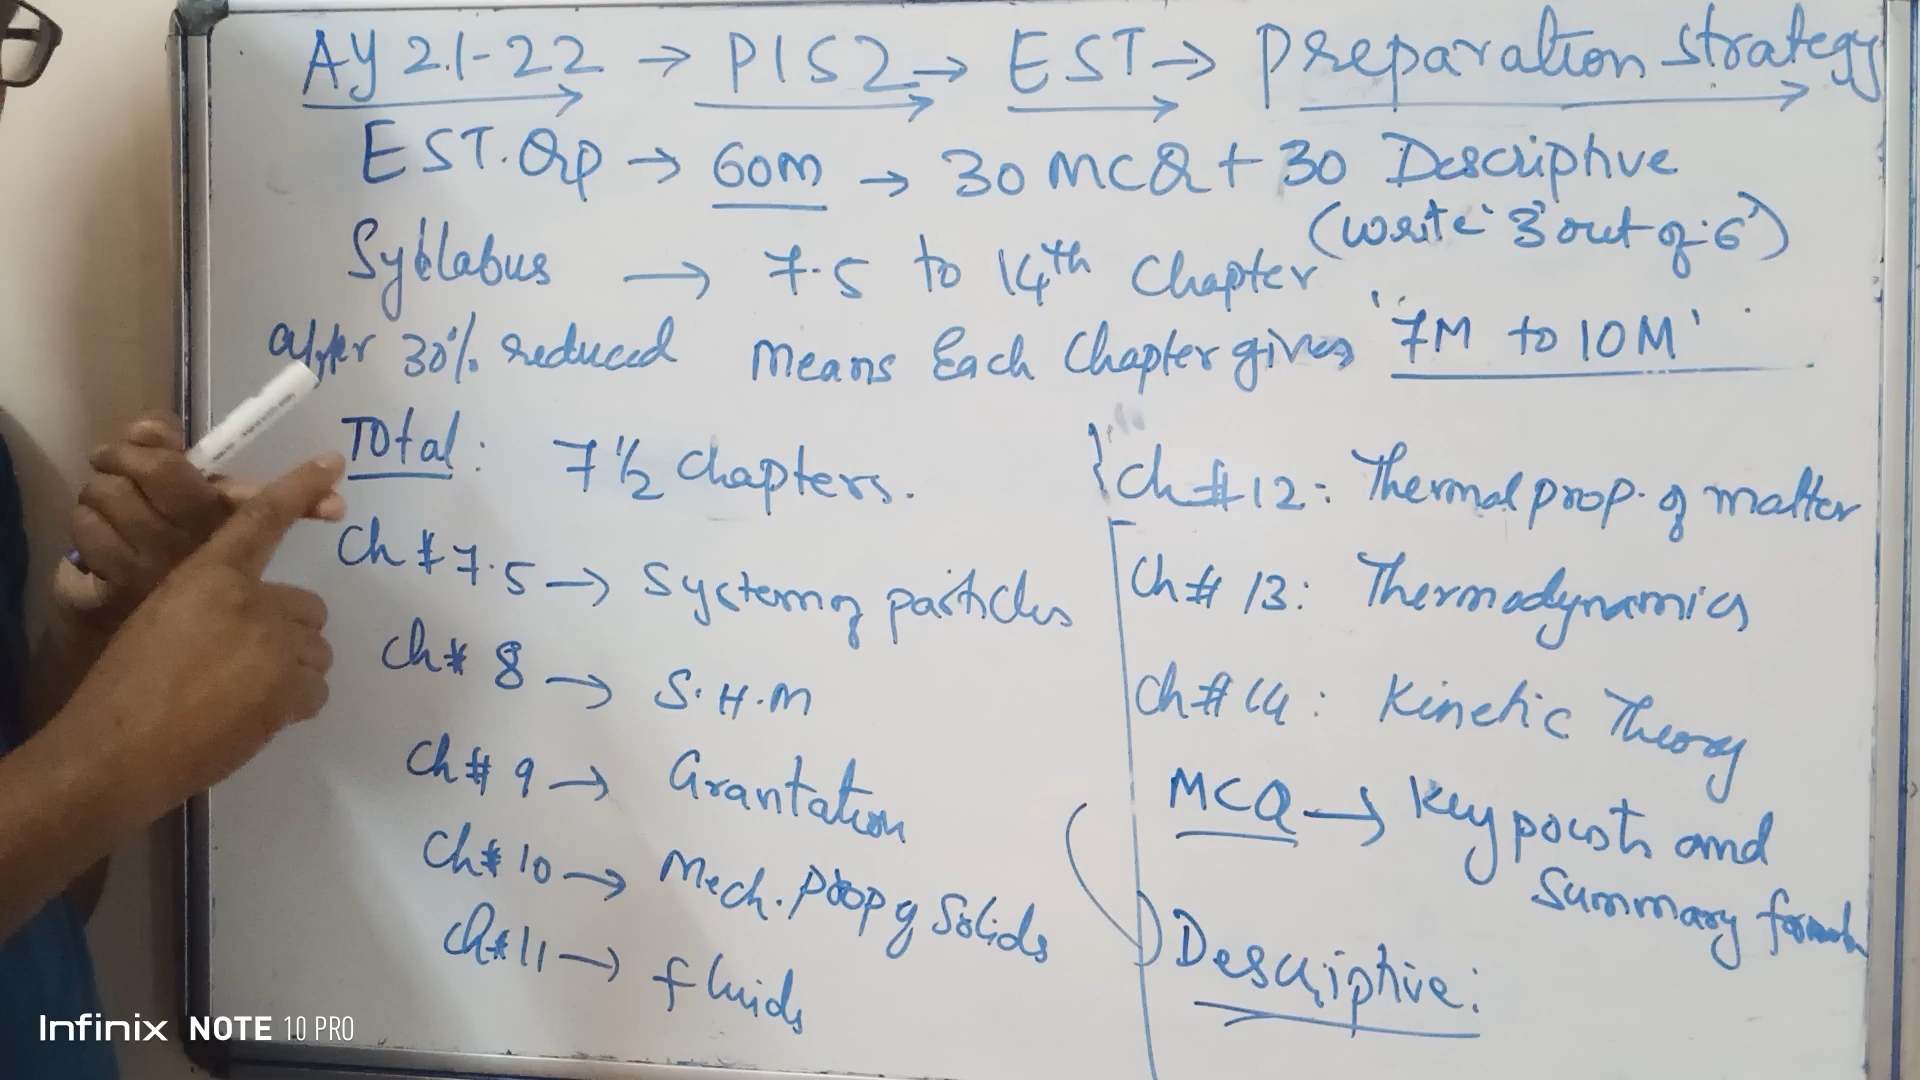 AY 21-22 → P1S2 → EST → Preparation strategy
EST. Qp → 60M → 30 MCQ + 30 Descriptive
(write '3' out of '6')
Syllabus → 7.5 to 14th Chapter
after 30% reduced means Each Chapter gives '7M to 10M'
Total: 7 1/2 chapters.
Ch # 7.5 → System of particles
Ch # 8 → S.H.M
Ch # 9 → Gravitation
Ch # 10 → Mech. Prop of Solids
Ch # 11 → fluids
Ch # 12: Thermal prop. of matter
Ch # 13: Thermodynamics
Ch # 14: Kinetic Theory
MCQ → Key points and
Summary
Descriptive:
Infinix NOTE 10 PRO